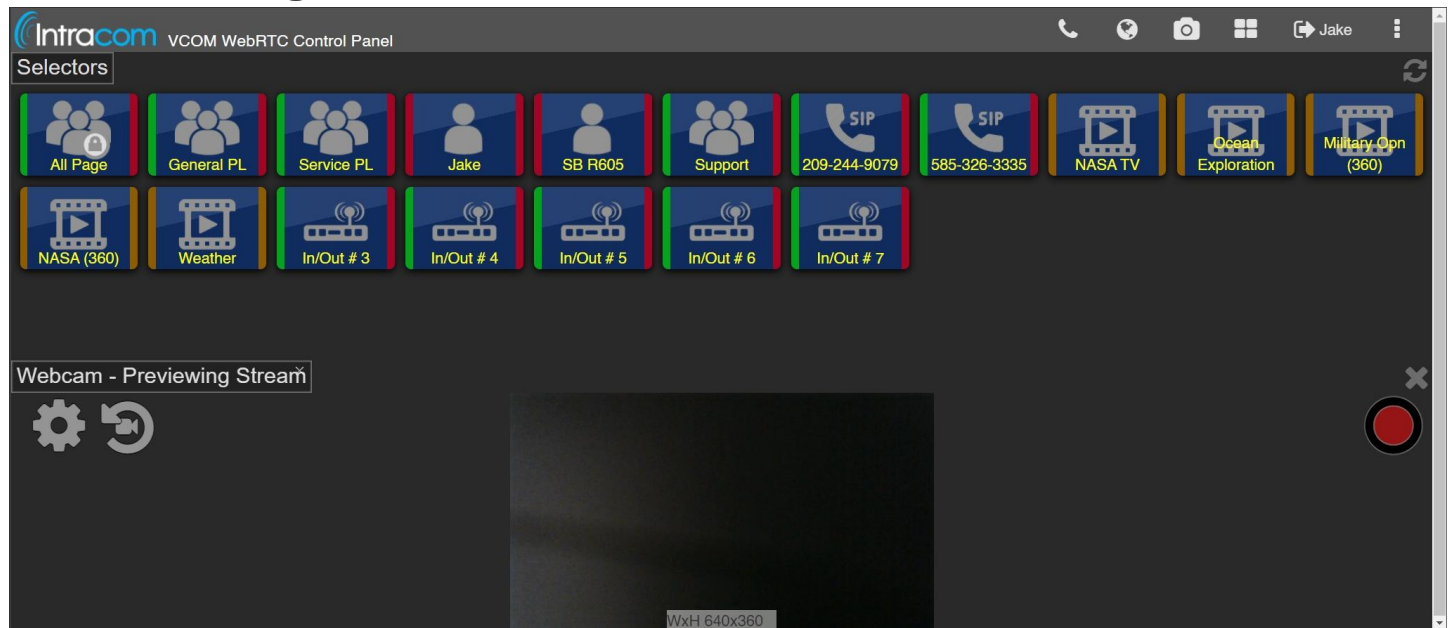 Intracom VCOM WebRTC Control Panel Jake
Selectors
All Page General PL Service PL Jake SB R605 Support SIP 209-244-9079 SIP 585-326-3335 NASA TV Ocean Exploration Military Opn (360)
NASA (360) Weather In/Out # 3 In/Out # 4 In/Out # 5 In/Out # 6 In/Out # 7
Webcam - Previewing Stream
WxH 640x360